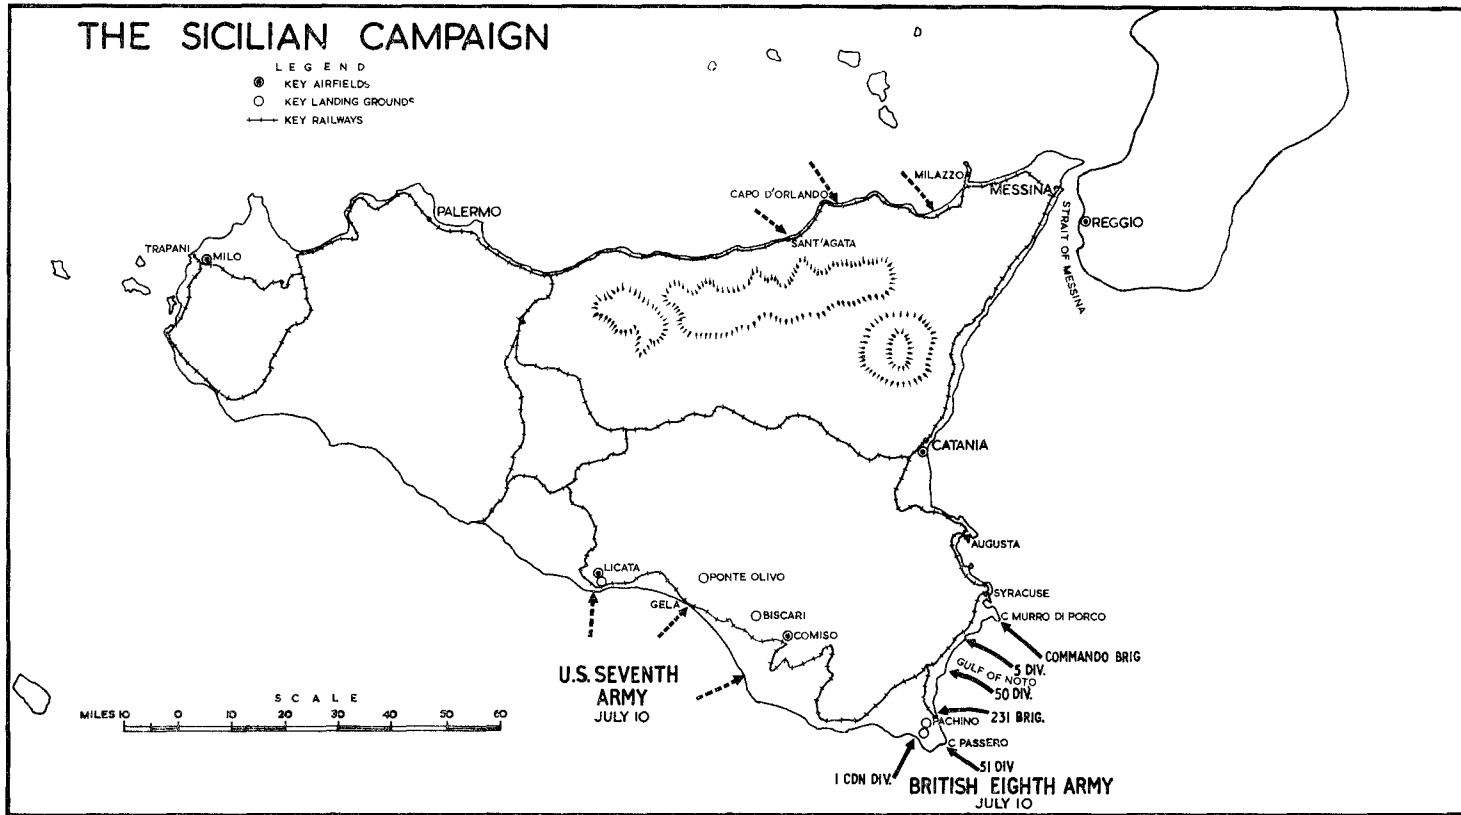 THE SICILIAN CAMPAIGN
LEGEND
KEY AIRFIELDS
KEY LANDING GROUNDS
KEY RAILWAYS
MILAZZO
CAPO D'ORLANDO
MESSINA
PALERMO
STRAIT OF MESSINA
REGGIO
SANT'AGATA
TRAPANI
MILO
CATANIA
AUGUSTA
LICATA
PONTE OLIVO
SYRACUSE
GELA
BISCARI
C MURRO DI PORCO
COMISO
COMMANDO BRIG
5 DIV.
GULF OF NOTO
50 DIV.
U.S. SEVENTH
ARMY
JULY 10
SCALE
MILES 10 0 10 20 30 40 50 60
231 BRIG.
PACHINO
C PASSERO
51 DIV
1 CDN DIV.
BRITISH EIGHTH ARMY
JULY 10